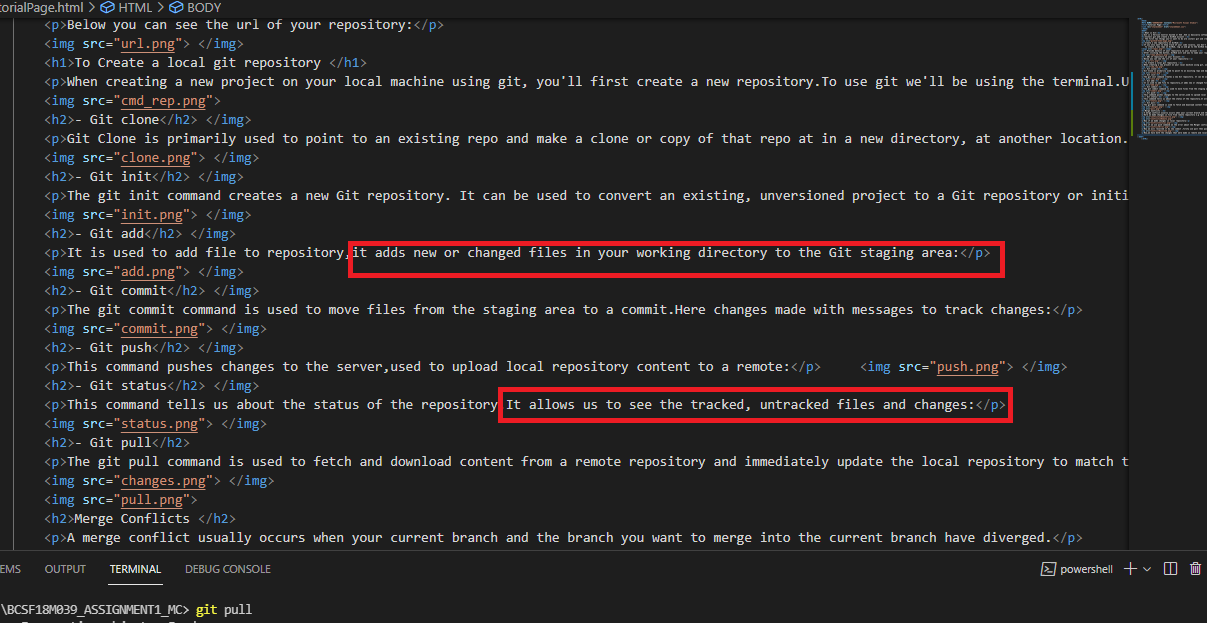 torialPage.html > HTML > BODY
<p>Below you can see the url of your repository:</p>
<img src="url.png"> </img>
<h1>To Create a local git repository </h1>
<p>When creating a new project on your local machine using git, you'll first create a new repository.To use git we'll be using the terminal.U
<img src="cmd_rep.png">
<h2>- Git clone</h2> </img>
<p>Git Clone is primarily used to point to an existing repo and make a clone or copy of that repo at in a new directory, at another location.
<img src="clone.png"> </img>
<h2>- Git init</h2> </img>
<p>The git init command creates a new Git repository. It can be used to convert an existing, unversioned project to a Git repository or initi
<img src="init.png"> </img>
<h2>- Git add</h2> </img>
<p>It is used to add file to repository,it adds new or changed files in your working directory to the Git staging area:</p>
<img src="add.png"> </img>
<h2>- Git commit</h2> </img>
<p>The git commit command is used to move files from the staging area to a commit.Here changes made with messages to track changes:</p>
<img src="commit.png"> </img>
<h2>- Git push</h2> </img>
<p>This command pushes changes to the server,used to upload local repository content to a remote:</p> <img src="push.png"> </img>
<h2>- Git status</h2> </img>
<p>This command tells us about the status of the repository It allows us to see the tracked, untracked files and changes:</p>
<img src="status.png"> </img>
<h2>- Git pull</h2>
<p>The git pull command is used to fetch and download content from a remote repository and immediately update the local repository to match t
<img src="changes.png"> </img>
<img src="pull.png">
<h2>Merge Conflicts </h2>
<p>A merge conflict usually occurs when your current branch and the branch you want to merge into the current branch have diverged.</p>
EMS OUTPUT TERMINAL DEBUG CONSOLE powershell
\BCSF18M039_ASSIGNMENT1_MC> git pull